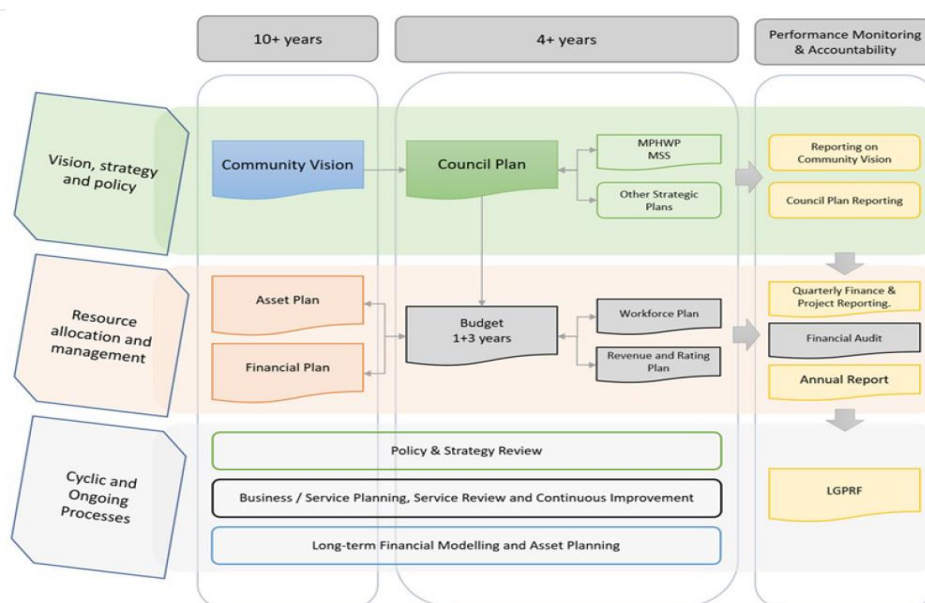 10+ years
4+ years
Performance Monitoring
& Accountability
Vision, strategy
and policy
Community Vision
Council Plan
MPHWP
MSS
Other Strategic
Plans
Reporting on
Community Vision
Council Plan Reporting
Resource
allocation and
management
Asset Plan
Financial Plan
Budget
1+3 years
Workforce Plan
Revenue and Rating
Plan
Quarterly Finance &
Project Reporting.
Financial Audit
Annual Report
Cyclic and
Ongoing
Processes
Policy & Strategy Review
Business / Service Planning, Service Review and Continuous Improvement
Long-term Financial Modelling and Asset Planning
LGPRF